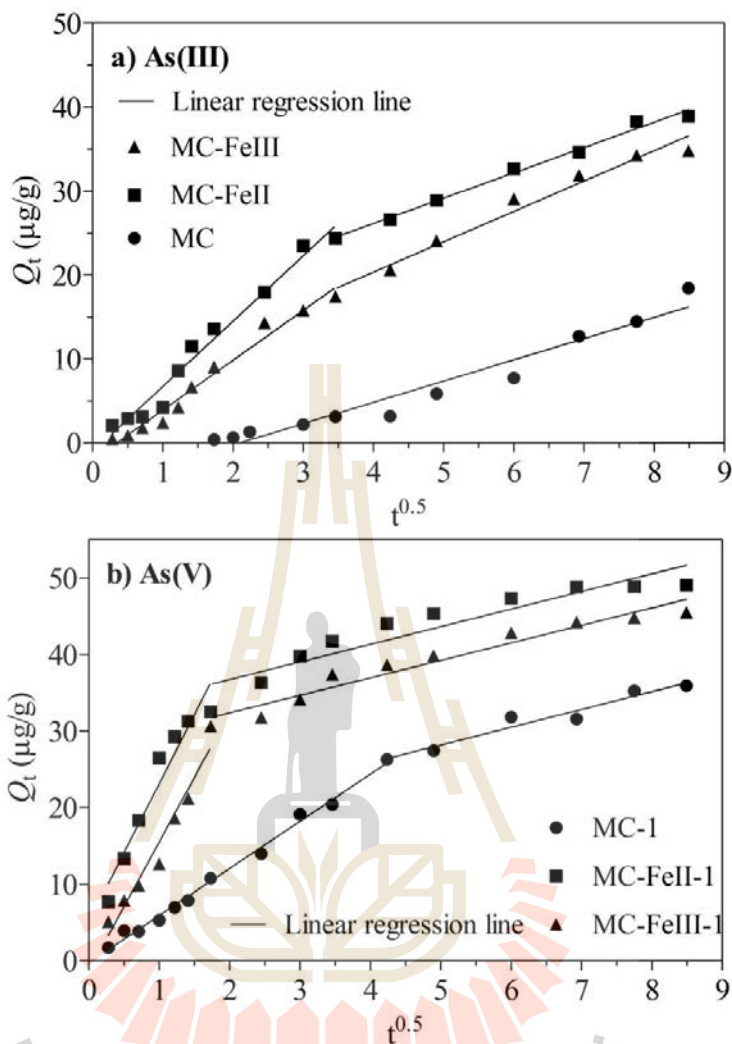 50
a) As(III)
Linear regression line
40
MC-FeIII
30
MC-FeII
MC
20
10
0
Qt (μg/g)
0 1 2 3 4 5 6 7 8 9
t^0.5
b) As(V)
50
40
30
20
10
0
Qt (μg/g)
MC-1
MC-FeII-1
Linear regression line
MC-FeIII-1
0 1 2 3 4 5 6 7 8 9
t^0.5